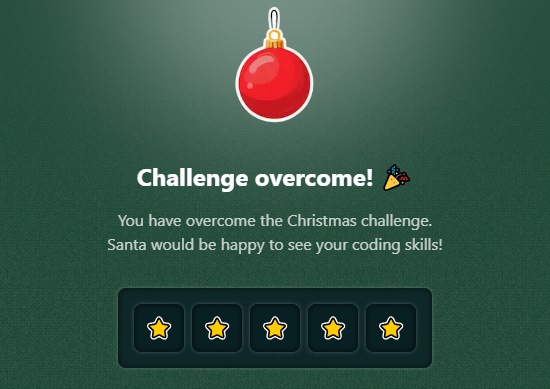 Challenge overcome! 🎉
You have overcome the Christmas challenge.
Santa would be happy to see your coding skills!